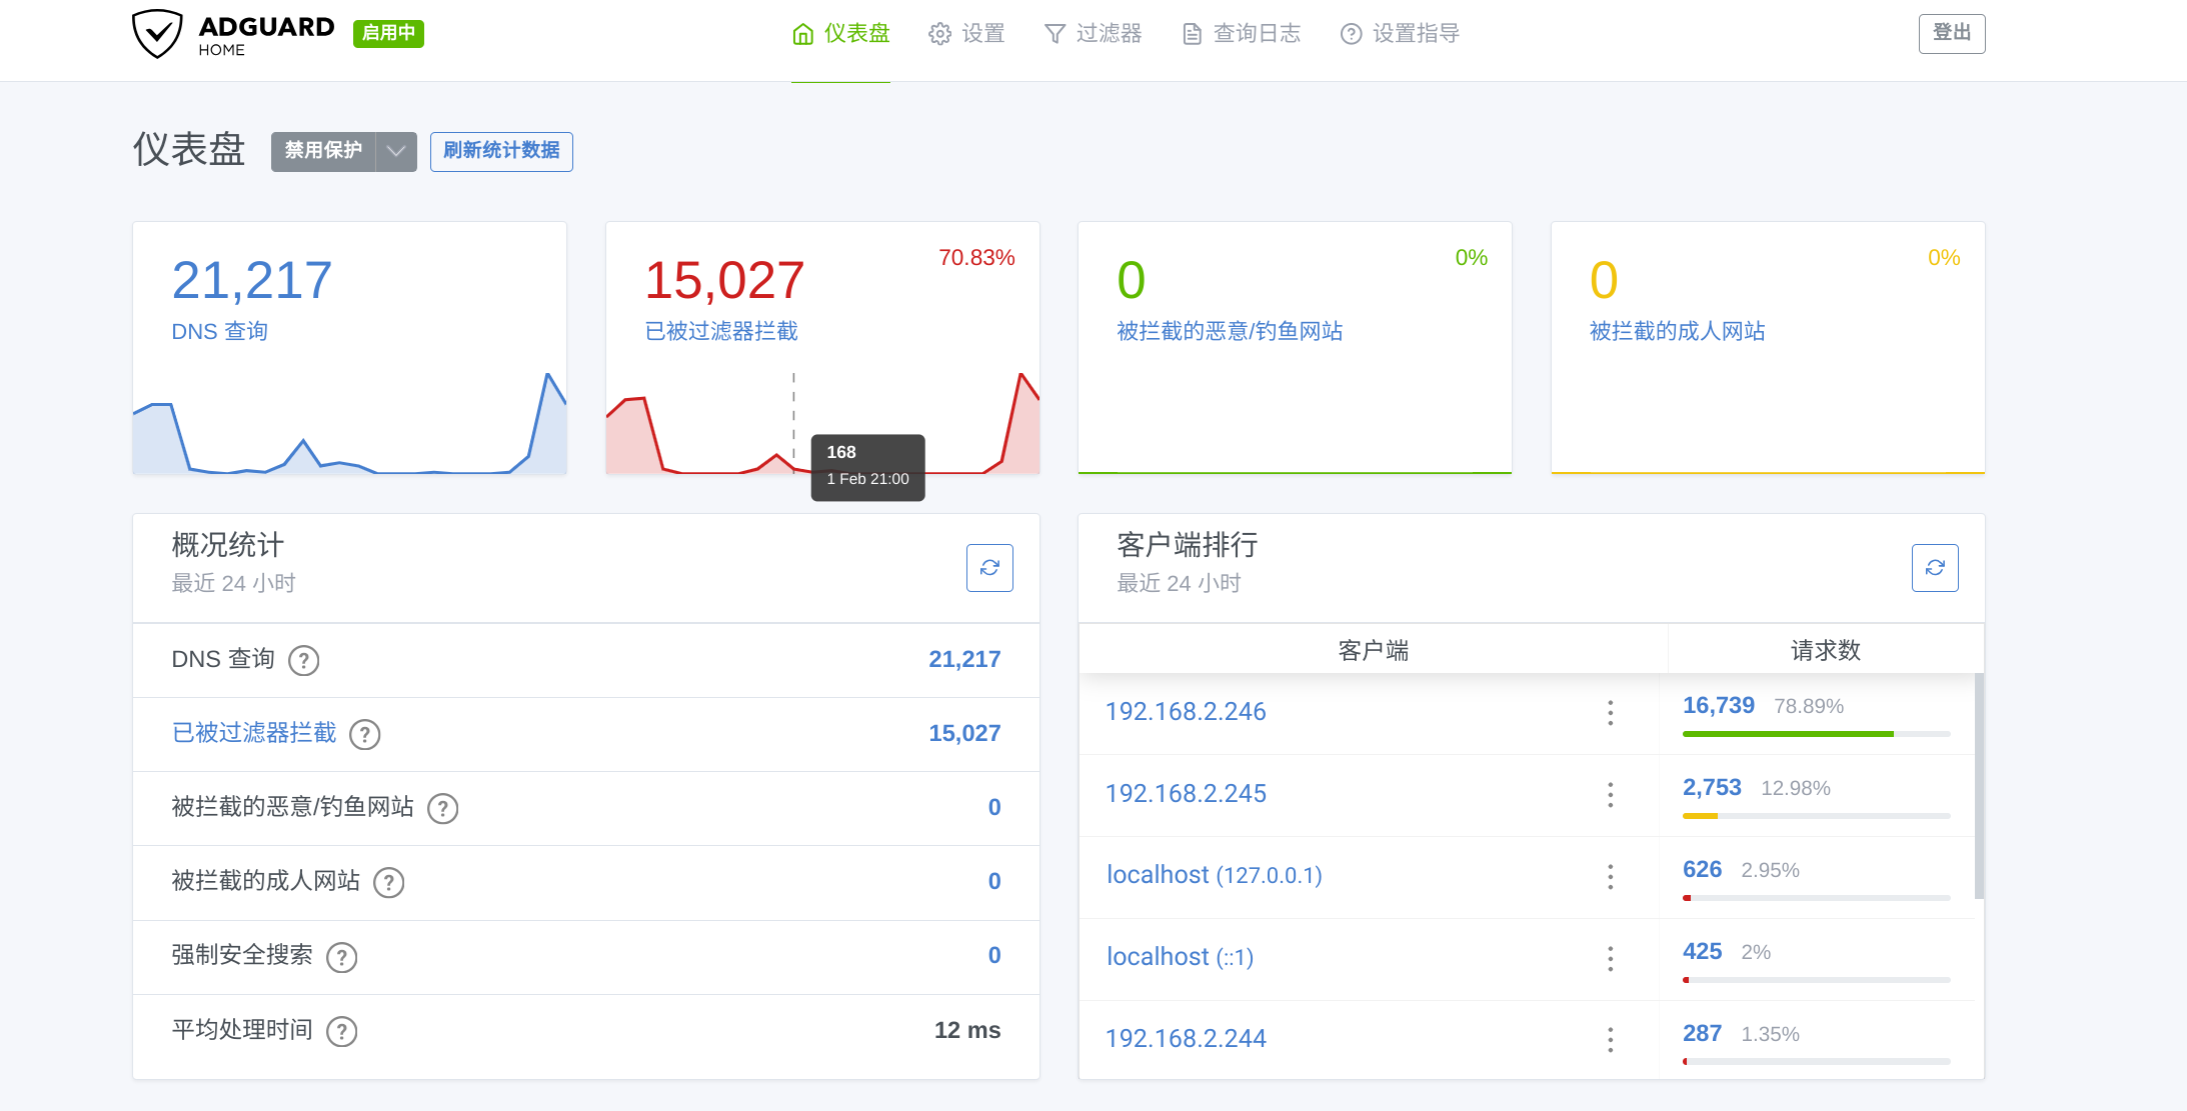 ADGUARD
HOME
启用中
仪表盘
设置
过滤器
查询日志
设置指导
登出
仪表盘
禁用保护
刷新统计数据
21,217
DNS 查询
15,027
70.83%
已被过滤器拦截
0
0%
被拦截的恶意/钓鱼网站
0
0%
被拦截的成人网站
168
1 Feb 21:00
概况统计
最近 24 小时
DNS 查询 ?
21,217
已被过滤器拦截 ?
15,027
被拦截的恶意/钓鱼网站 ?
0
被拦截的成人网站 ?
0
强制安全搜索 ?
0
平均处理时间 ?
12 ms
客户端排行
最近 24 小时
客户端
请求数
192.168.2.246
16,739 78.89%
192.168.2.245
2,753 12.98%
localhost (127.0.0.1)
626 2.95%
localhost (::1)
425 2%
192.168.2.244
287 1.35%